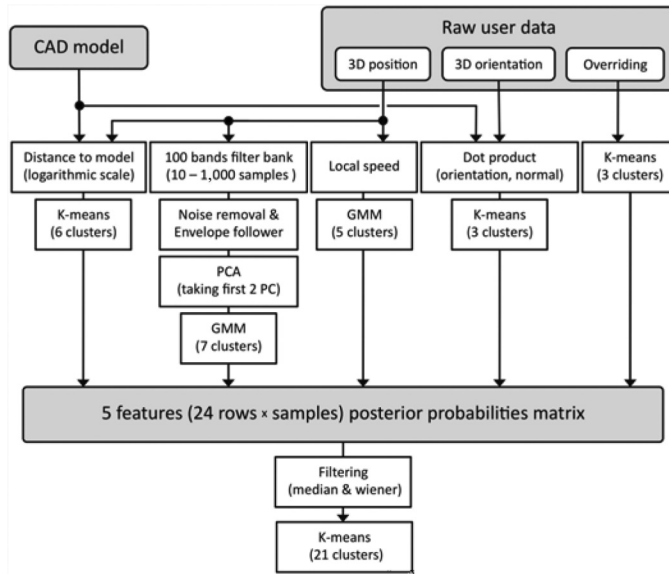 CAD model
Raw user data
3D position
3D orientation
Overriding
Distance to model
(logarithmic scale)
100 bands filter bank
(10 – 1,000 samples )
Local speed
Dot product
(orientation, normal)
K-means
(3 clusters)
K-means
(6 clusters)
Noise removal &
Envelope follower
GMM
(5 clusters)
K-means
(3 clusters)
PCA
(taking first 2 PC)
GMM
(7 clusters)
5 features (24 rows × samples) posterior probabilities matrix
Filtering
(median & wiener)
K-means
(21 clusters)